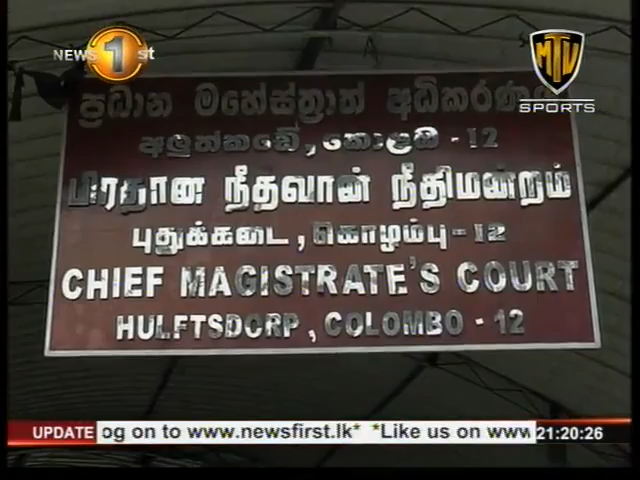 NEWS 1st
MTV
SPORTS
ප්‍රධාන මහේස්ත්‍රාත් අධිකරණය
අලුත්කඩේ, කොළඹ - 12
பிரதான நீதவான் நீதிமன்றம்
புதுக்கடை, கொழும்பு - 12
CHIEF MAGISTRATE'S COURT
HULFTSDORP, COLOMBO - 12
UPDATE og on to www.newsfirst.lk* *Like us on www 21:20:26